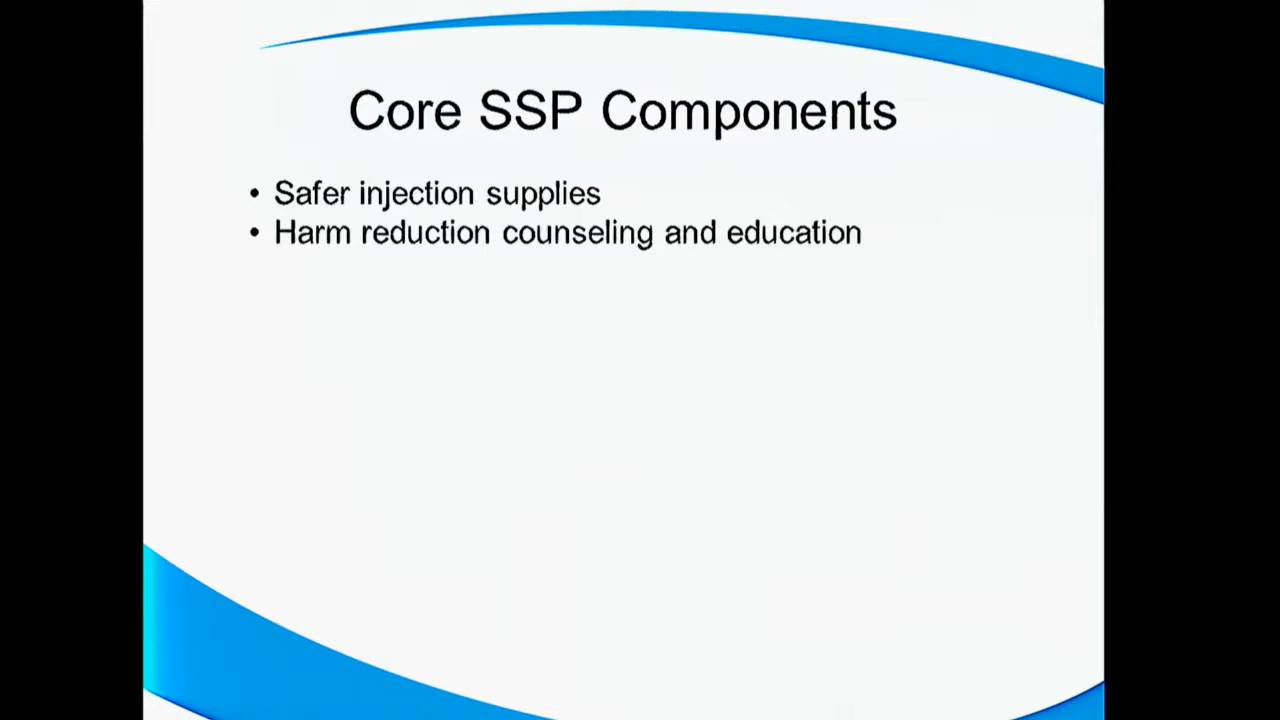 Core SSP Components
• Safer injection supplies
• Harm reduction counseling and education